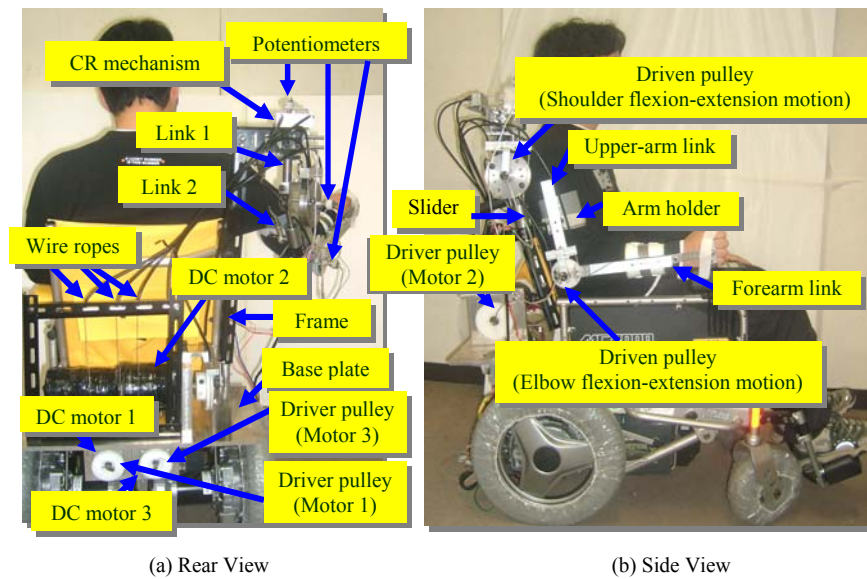 CR mechanism
Potentiometers
Link 1
Link 2
Wire ropes
DC motor 2
Frame
Base plate
DC motor 1
Driver pulley
(Motor 3)
Driver pulley
(Motor 1)
DC motor 3
(a) Rear View
Driven pulley
(Shoulder flexion-extension motion)
Upper-arm link
Slider
Arm holder
Driver pulley
(Motor 2)
Forearm link
Driven pulley
(Elbow flexion-extension motion)
(b) Side View